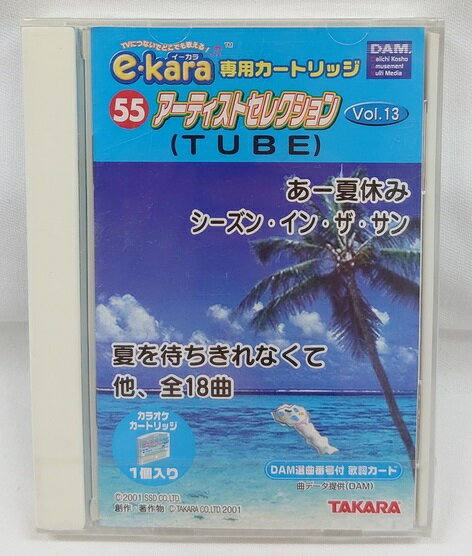 TVにつないでどこでも歌える!
イーカラ
e-kara™ 専用カートリッジ
DAM
Daiichi Kosho
Amusement
Multi Media
55 アーティストセレクション Vol.13
(TUBE)
あー夏休み
シーズン・イン・ザ・サン
夏を待ちきれなくて
他、全18曲
カラオケ
カートリッジ
1個入り
DAM選曲番号付 歌詞カード
曲データ提供(DAM)
© 2001 SSD CO.LTD.
創作 / 著作物 © TAKARA CO.LTD. 2001
TAKARA